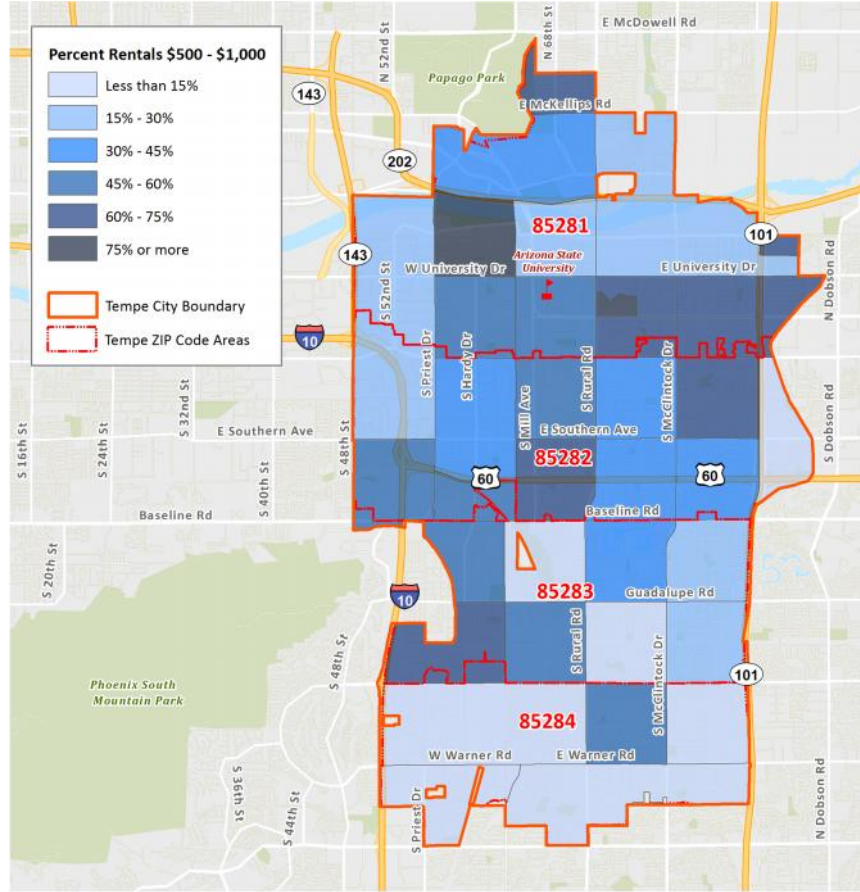 Percent Rentals $500 - $1,000
Less than 15%
15% - 30%
30% - 45%
45% - 60%
60% - 75%
75% or more
Tempe City Boundary
Tempe ZIP Code Areas
E McDowell Rd
N 68th St
N 52nd St
Papago Park
143
E McKellips Rd
202
85281
101
143
Arizona State
University
W University Dr
E University Dr
N Dobson Rd
S 52nd St
10
S Priest Dr
S Hardy Dr
S Mill Ave
S Rural Rd
S McClintock Dr
S Dobson Rd
S 16th St
S 24th St
S 32nd St
E Southern Ave
S 40th St
S 48th St
E Southern Ave
85282
60
60
Baseline Rd
Baseline Rd
S 20th St
10
85283
Guadalupe Rd
S 48th St
S Rural Rd
S McClintock Dr
101
Phoenix South
Mountain Park
85284
W Warner Rd
E Warner Rd
S 36th St
S 44th St
S Priest Dr
N Dobson Rd